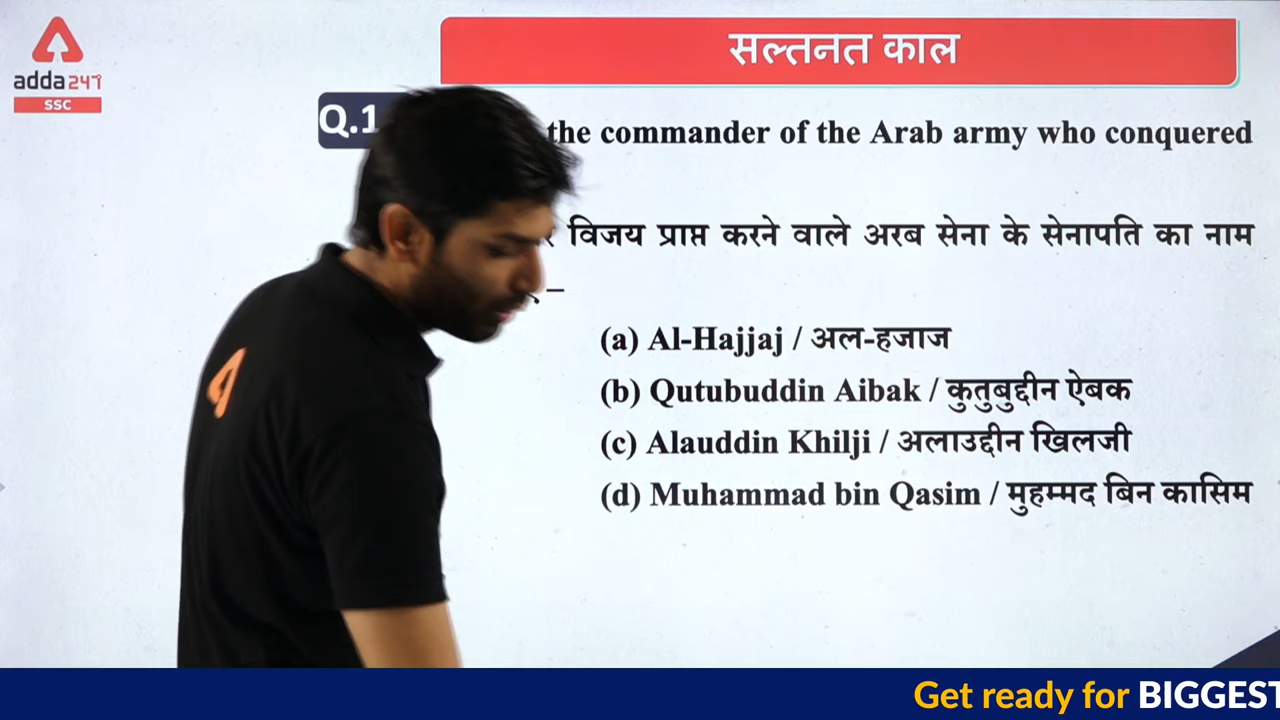 adda247
SSC
सल्तनत काल
Q.1
the commander of the Arab army who conquered
विजय प्राप्त करने वाले अरब सेना के सेनापति का नाम
–
(a) Al-Hajjaj / अल-हजाज
(b) Qutubuddin Aibak / कुतुबुद्दीन ऐबक
(c) Alauddin Khilji / अलाउद्दीन खिलजी
(d) Muhammad bin Qasim / मुहम्मद बिन कासिम
Get ready for BIGGEST